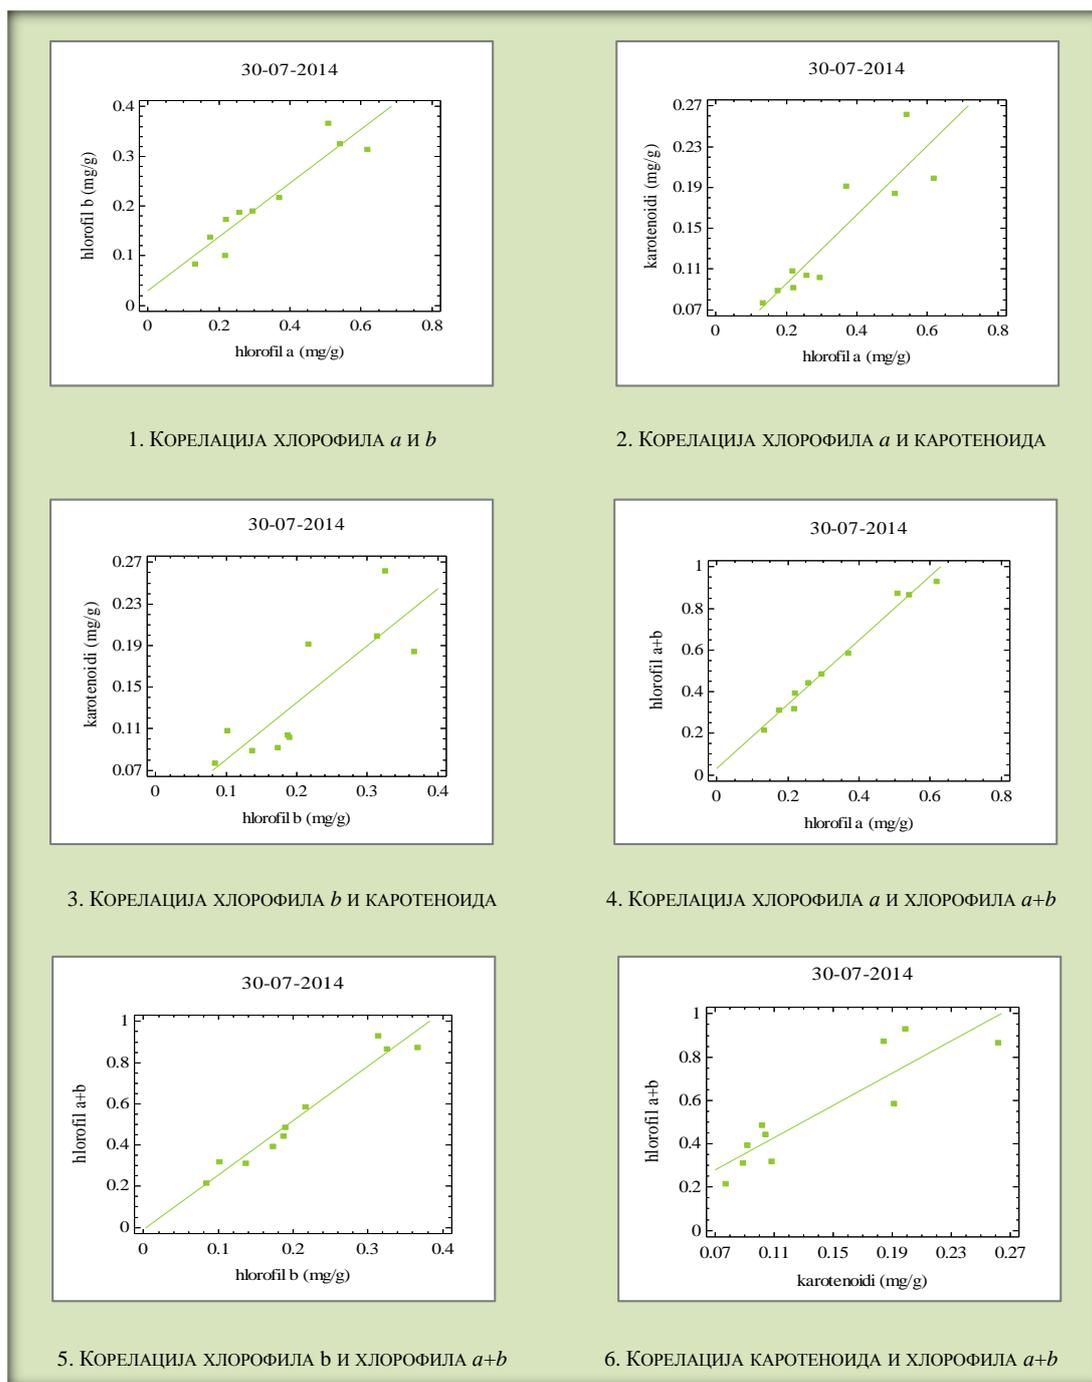 30-07-2014
hlorofil b (mg/g)
0.4
0.3
0.2
0.1
0
0 0.2 0.4 0.6 0.8
hlorofil a (mg/g)
1. Корелација хлорофила a и b
30-07-2014
karotenoidi (mg/g)
0.27
0.23
0.19
0.15
0.11
0.07
0 0.2 0.4 0.6 0.8
hlorofil a (mg/g)
2. Корелација хлорофила a и каротеноида
30-07-2014
karotenoidi (mg/g)
0.27
0.23
0.19
0.15
0.11
0.07
0 0.1 0.2 0.3 0.4
hlorofil b (mg/g)
3. Корелација хлорофила b и каротеноида
30-07-2014
hlorofil a+b
1
0.8
0.6
0.4
0.2
0
0 0.2 0.4 0.6 0.8
hlorofil a (mg/g)
4. Корелација хлорофила a и хлорофила a+b
30-07-2014
hlorofil a+b
1
0.8
0.6
0.4
0.2
0
0 0.1 0.2 0.3 0.4
hlorofil b (mg/g)
5. Корелација хлорофила b и хлорофила a+b
30-07-2014
hlorofil a+b
1
0.8
0.6
0.4
0.2
0
0.07 0.11 0.15 0.19 0.23 0.27
karotenoidi (mg/g)
6. Корелација каротеноида и хлорофила a+b